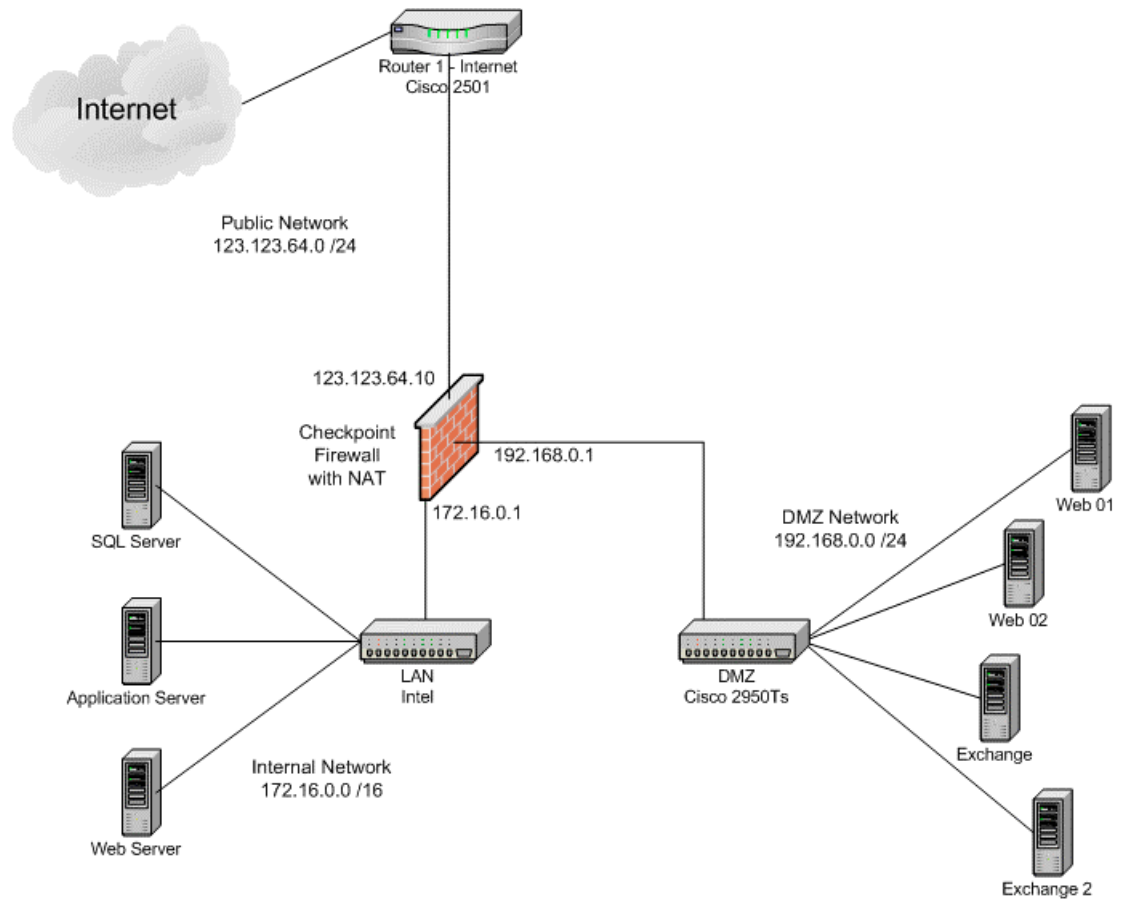 Router 1 - Internet
Cisco 2501
Internet
Public Network
123.123.64.0 /24
123.123.64.10
Checkpoint
Firewall
with NAT
192.168.0.1
172.16.0.1
SQL Server
Application Server
Web Server
LAN
Intel
Internal Network
172.16.0.0 /16
DMZ Network
192.168.0.0 /24
DMZ
Cisco 2950Ts
Web 01
Web 02
Exchange
Exchange 2